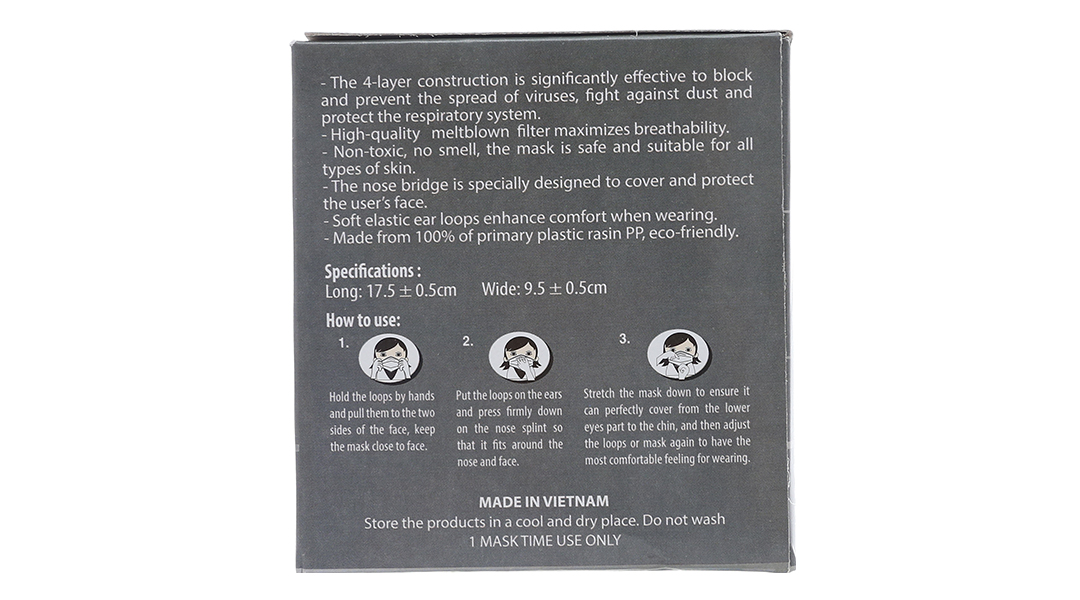 - The 4-layer construction is significantly effective to block
and prevent the spread of viruses, fight against dust and
protect the respiratory system.
- High-quality meltblown filter maximizes breathability.
- Non-toxic, no smell, the mask is safe and suitable for all
types of skin.
- The nose bridge is specially designed to cover and protect
the user's face.
- Soft elastic ear loops enhance comfort when wearing.
- Made from 100% of primary plastic rasin PP, eco-friendly.
Specifications :
Long: 17.5 ± 0.5cm Wide: 9.5 ± 0.5cm
How to use:
1.
Hold the loops by hands
and pull them to the two
sides of the face, keep
the mask close to face.
2.
Put the loops on the ears
and press firmly down
on the nose splint so
that it fits around the
nose and face.
3.
Stretch the mask down to ensure it
can perfectly cover from the lower
eyes part to the chin, and then adjust
the loops or mask again to have the
most comfortable feeling for wearing.
MADE IN VIETNAM
Store the products in a cool and dry place. Do not wash
1 MASK TIME USE ONLY